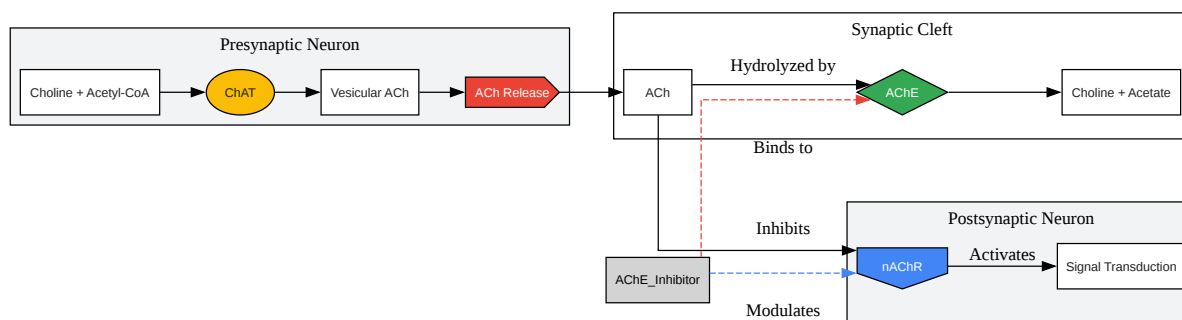 Presynaptic Neuron
Choline + Acetyl-CoA
ChAT
Vesicular ACh
ACh Release
Synaptic Cleft
ACh
Hydrolyzed by
AChE
Choline + Acetate
Binds to
Postsynaptic Neuron
Inhibits
nAChR
Activates
Signal Transduction
AChE_Inhibitor
Modulates